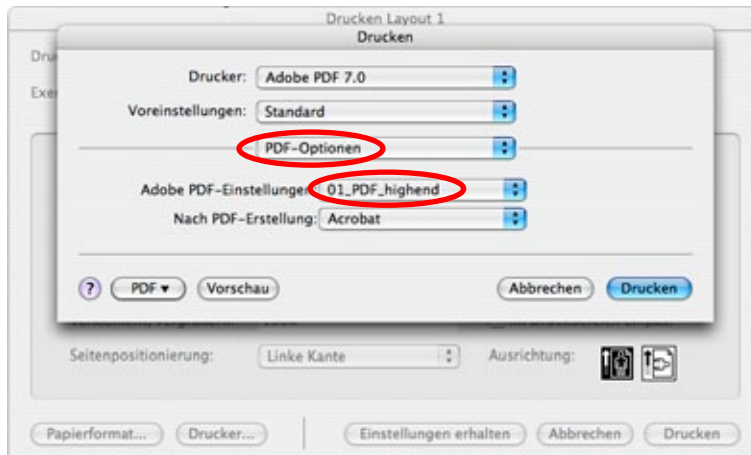 Drucken Layout 1
Drucken
Dru
Exe
Drucker: Adobe PDF 7.0
Voreinstellungen: Standard
PDF-Optionen
Adobe PDF-Einstellungen 01_PDF_highend
Nach PDF-Erstellung: Acrobat
? PDF Vorschau Abbrechen Drucken
Seitenpositionierung: Linke Kante Ausrichtung:
Papierformat... Drucker... Einstellungen erhalten Abbrechen Drucken